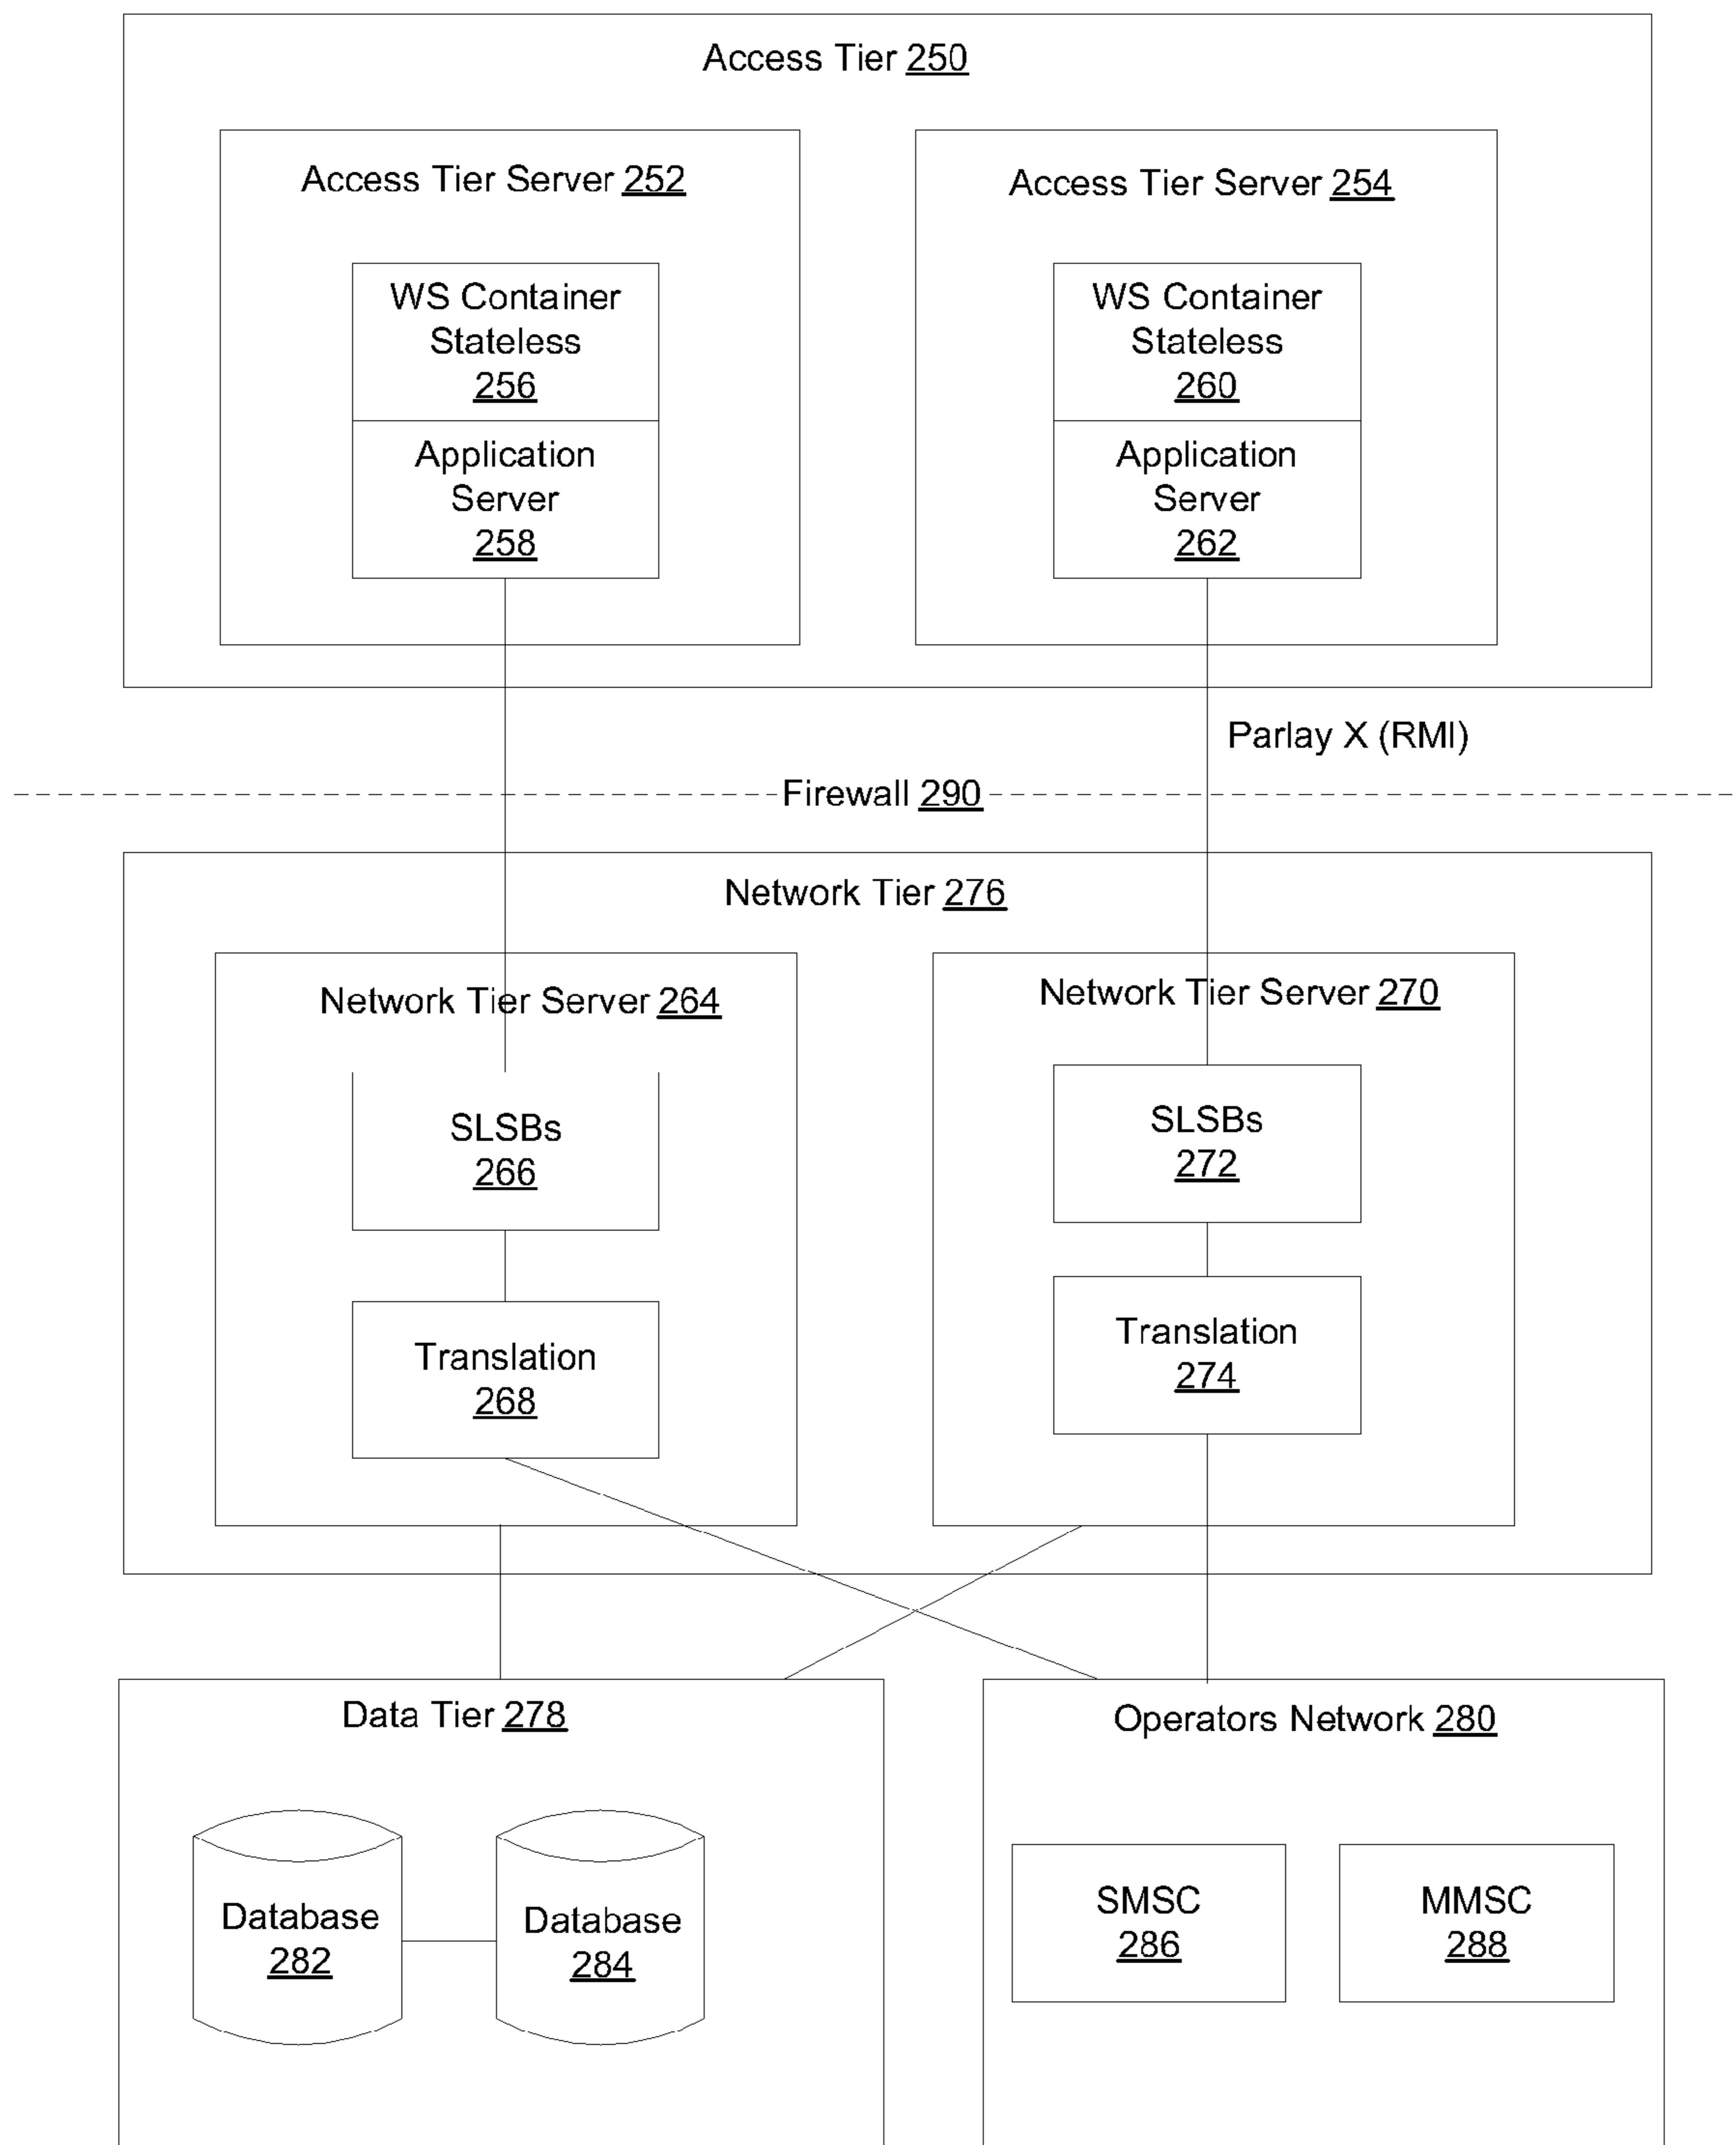 Access Tier 250
Access Tier Server 252
WS Container
Stateless
256
Application
Server
258
Access Tier Server 254
WS Container
Stateless
260
Application
Server
262
Parlay X (RMI)
Firewall 290
Network Tier 276
Network Tier Server 264
SLSBs
266
Translation
268
Network Tier Server 270
SLSBs
272
Translation
274
Data Tier 278
Database
282
Database
284
Operators Network 280
SMSC
286
MMSC
288